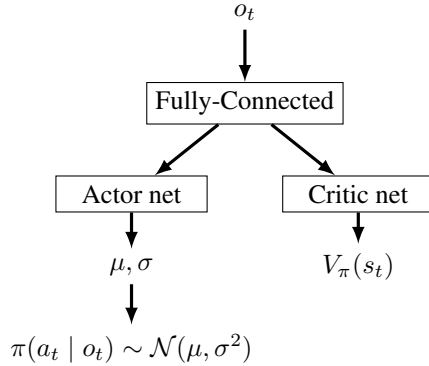 o_t
Fully-Connected
Actor net
Critic net
μ, σ
V_π(s_t)
π(a_t | o_t) ∼ 𝒩(μ, σ²)